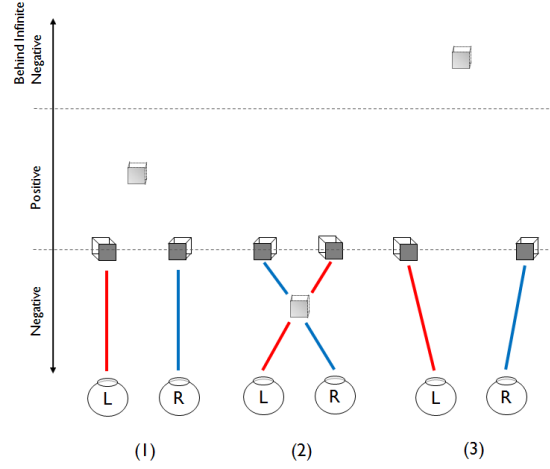 Behind Infinite
Negative
Positive
Negative
L R L R L R
(1) (2) (3)